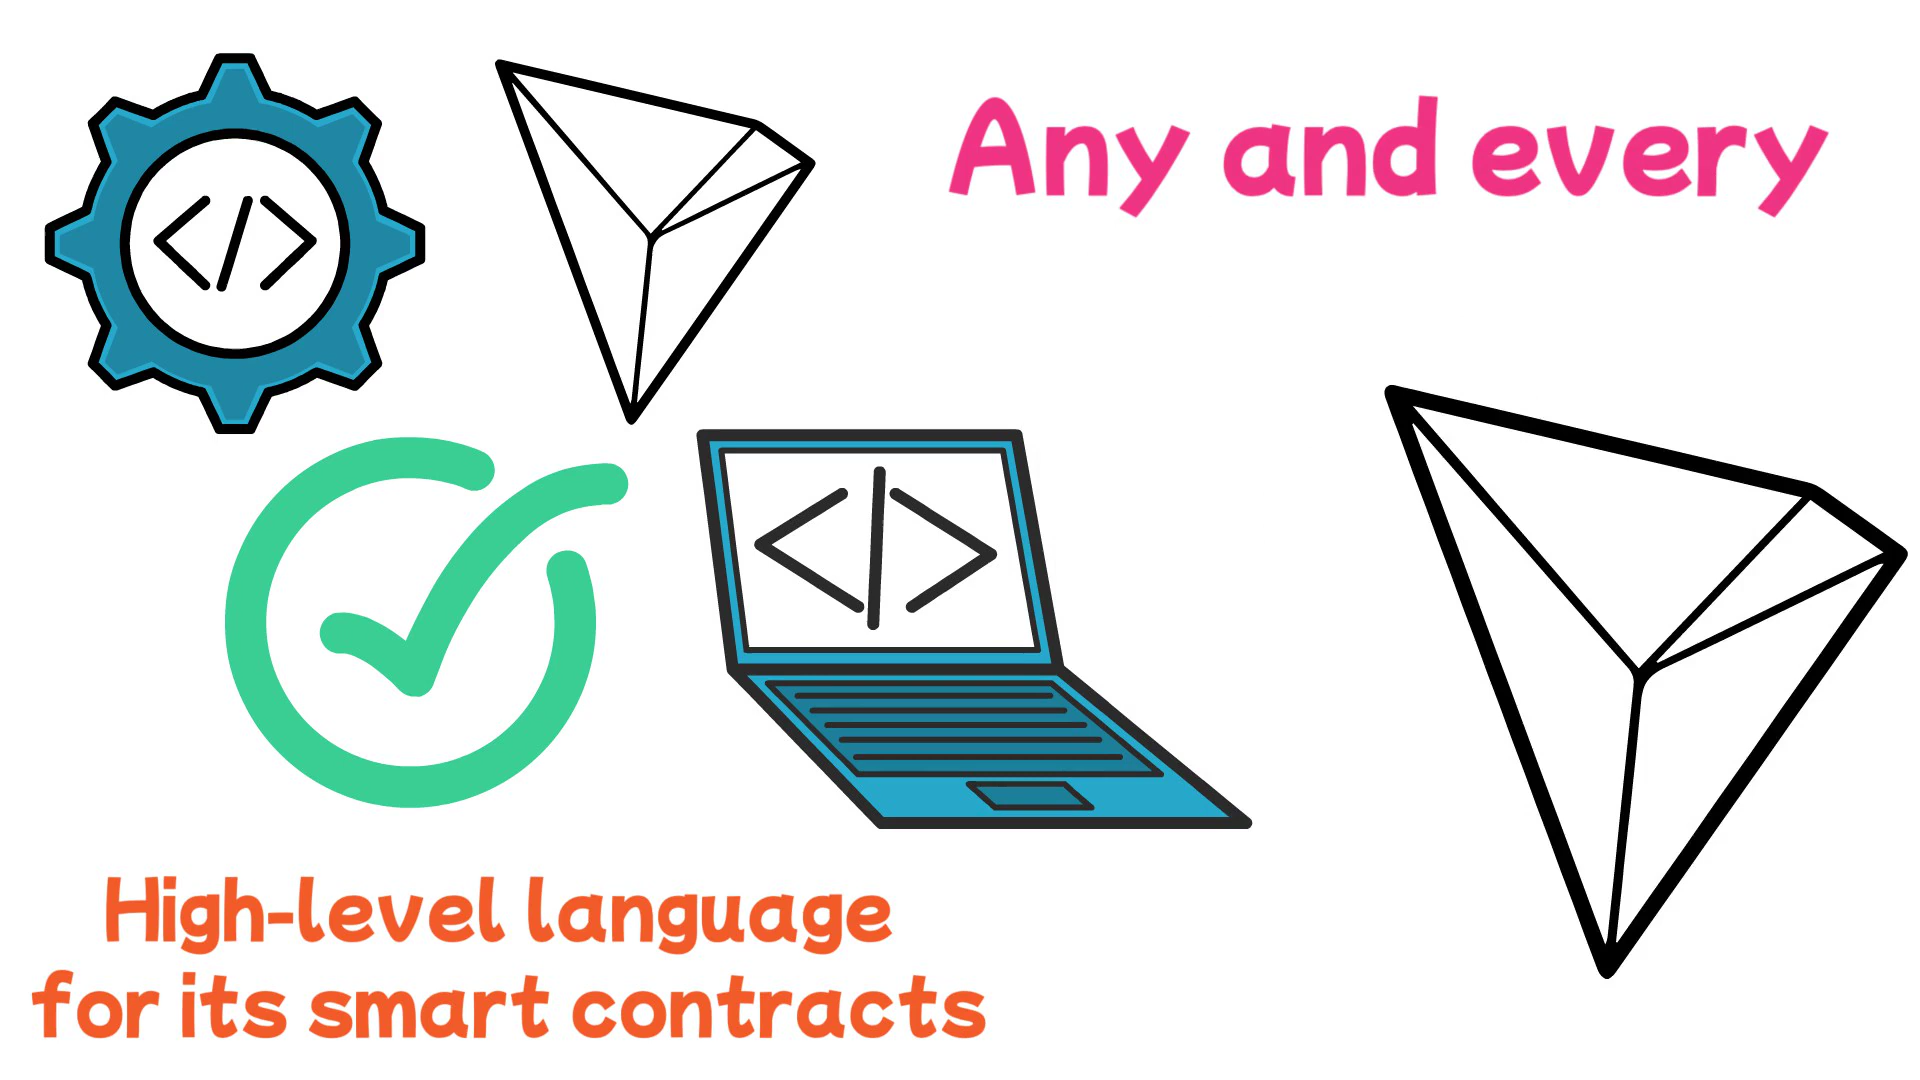 Any and every
</>
</>
High-level language
for its smart contracts